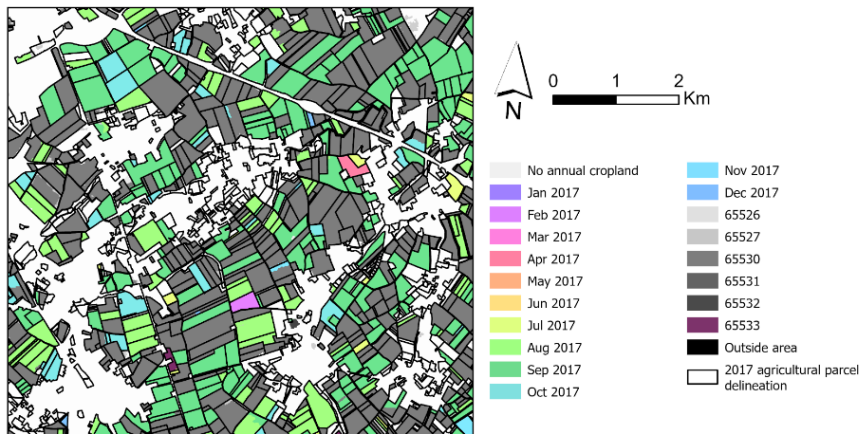 N
0 1 2
Km
No annual cropland
Jan 2017
Feb 2017
Mar 2017
Apr 2017
May 2017
Jun 2017
Jul 2017
Aug 2017
Sep 2017
Oct 2017
Nov 2017
Dec 2017
65526
65527
65530
65531
65532
65533
Outside area
2017 agricultural parcel
delineation